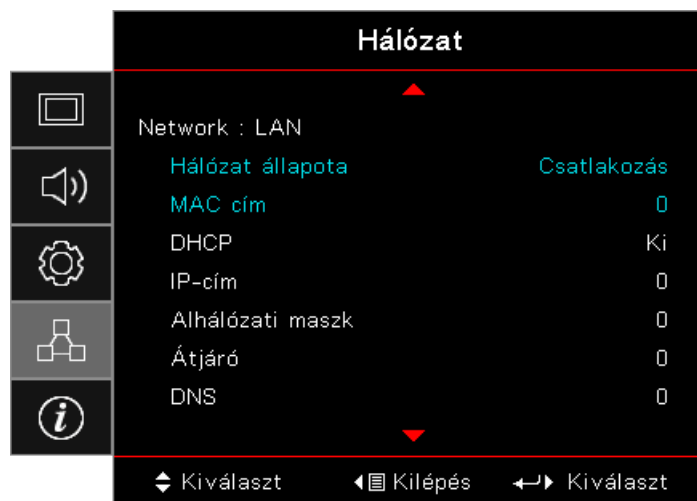 Hálózat
Network : LAN
Hálózat állapota Csatlakozás
MAC cím 0
DHCP Ki
IP-cím 0
Alhálózati maszk 0
Átjáró 0
DNS 0
Kiválaszt Kilépés Kiválaszt